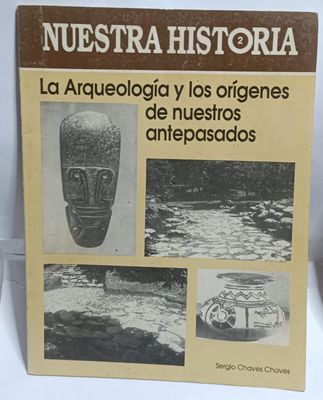 NUESTRA HISTORIA
2
La Arqueología y los orígenes
de nuestros
antepasados
Sergio Chaves Chaves